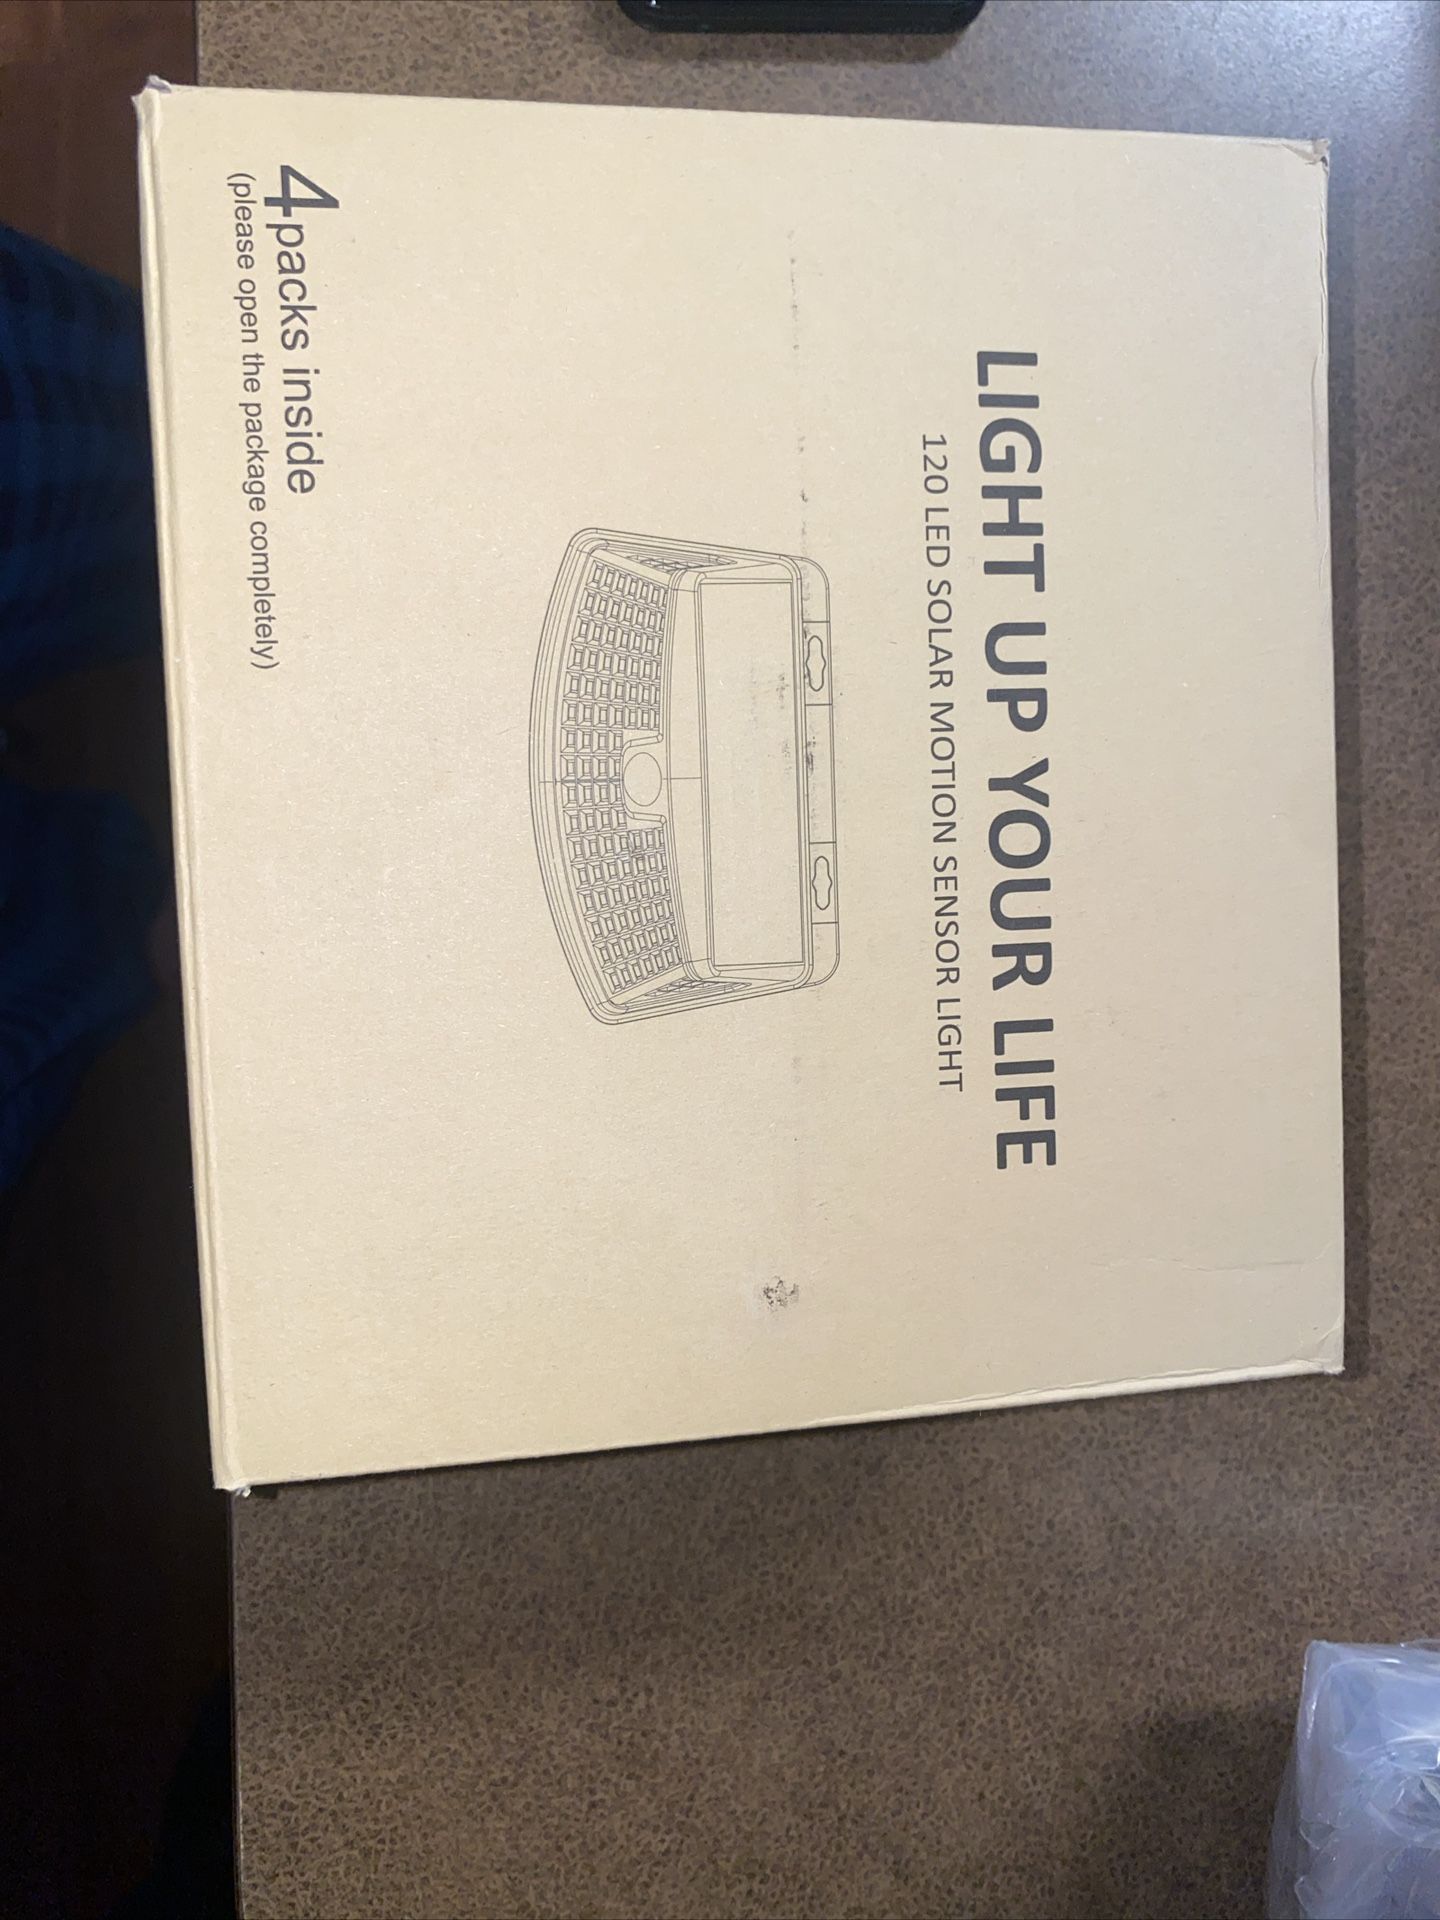 LIGHT UP YOUR LIFE
120 LED SOLAR MOTION SENSOR LIGHT
4packs inside
(please open the package completely)